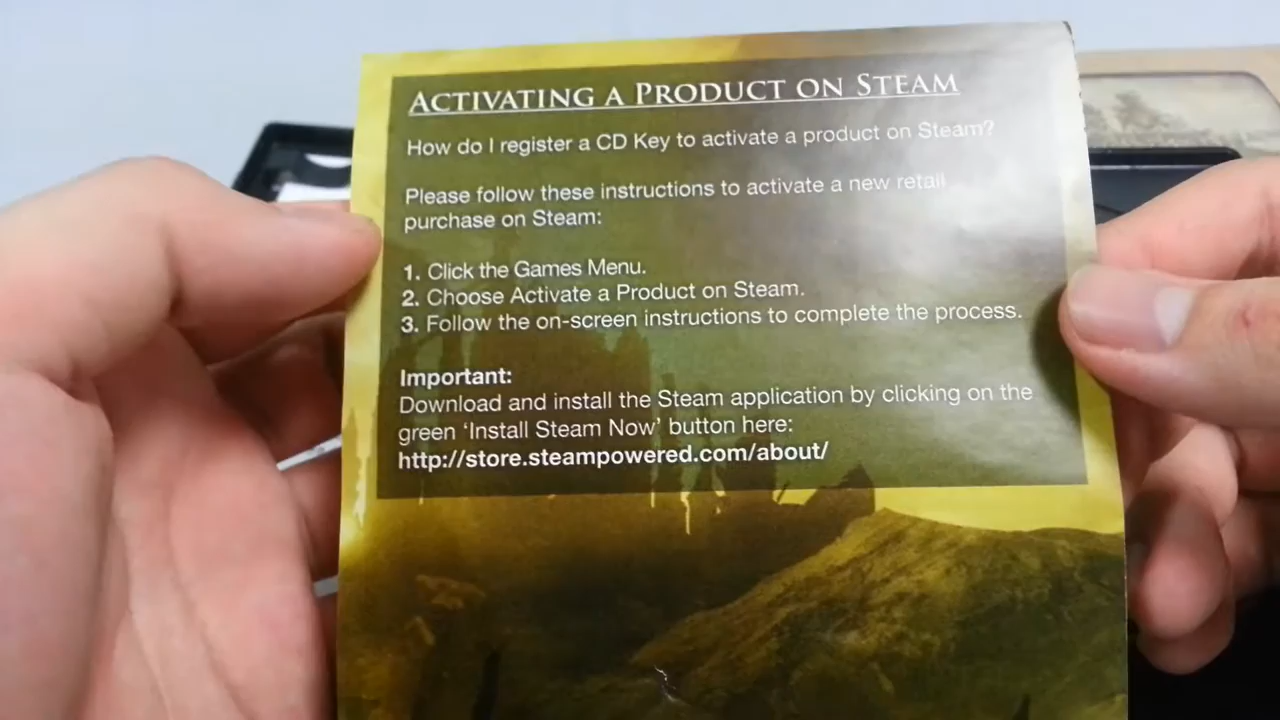 ACTIVATING A PRODUCT ON STEAM
How do I register a CD Key to activate a product on Steam?
Please follow these instructions to activate a new retail
purchase on Steam:
1. Click the Games Menu.
2. Choose Activate a Product on Steam.
3. Follow the on-screen instructions to complete the process.
Important:
Download and install the Steam application by clicking on the
green ‘Install Steam Now’ button here:
http://store.steampowered.com/about/